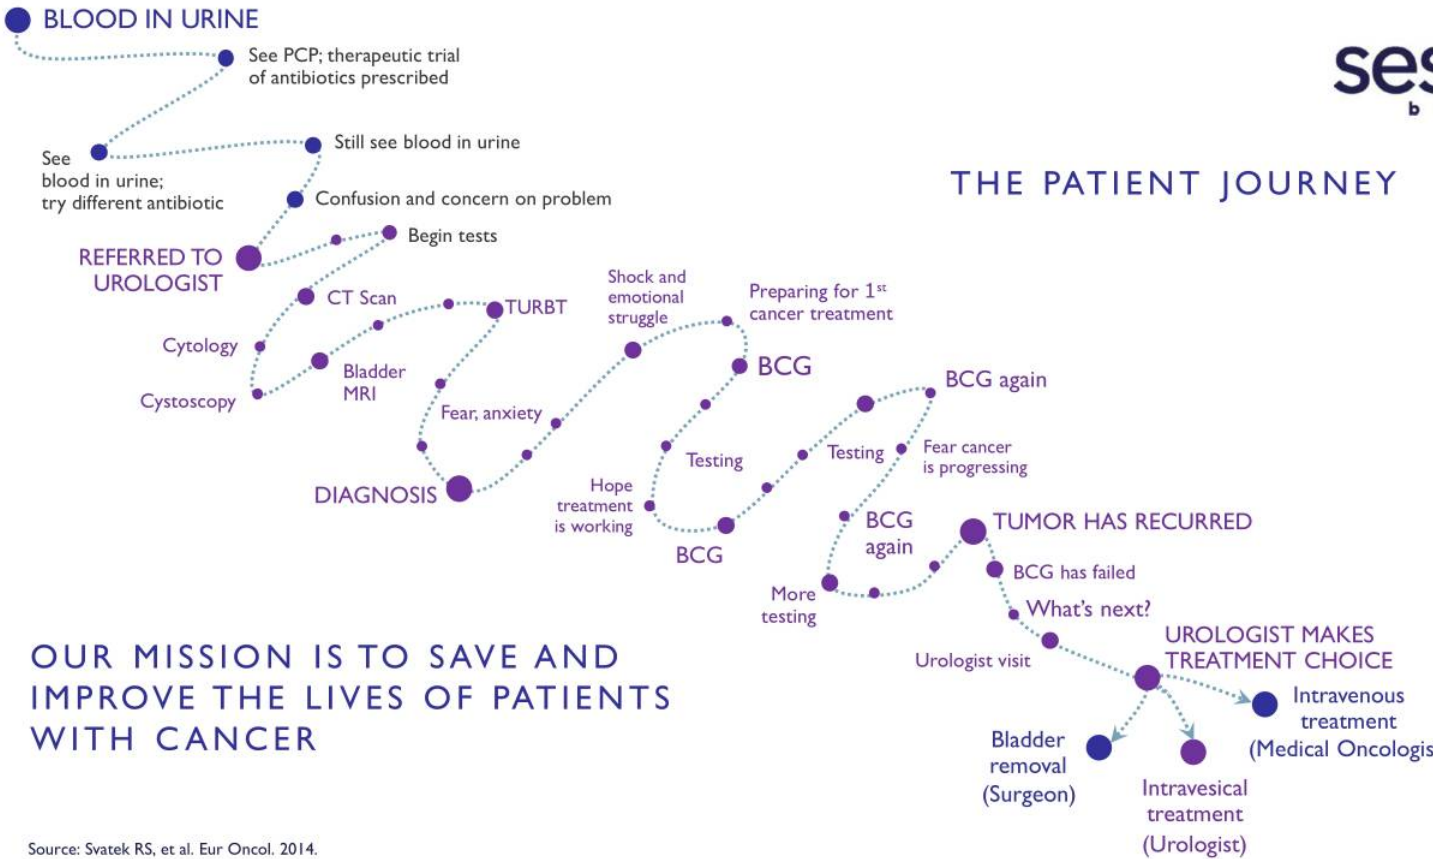 BLOOD IN URINE
See PCP; therapeutic trial
of antibiotics prescribed
ses
b
See
blood in urine;
try different antibiotic
Still see blood in urine
THE PATIENT JOURNEY
Confusion and concern on problem
REFERRED TO
UROLOGIST
Begin tests
CT Scan
Cytology
Cystoscopy
Bladder
MRI
TURBT
Fear, anxiety
DIAGNOSIS
Shock and
emotional
struggle
Preparing for 1st
cancer treatment
BCG
Testing
Hope
treatment
is working
BCG
Testing
BCG again
Fear cancer
is progressing
BCG
again
More
testing
TUMOR HAS RECURRED
BCG has failed
What's next?
Urologist visit
UROLOGIST MAKES
TREATMENT CHOICE
Bladder
removal
(Surgeon)
Intravesical
treatment
(Urologist)
Intravenous
treatment
(Medical Oncologis
OUR MISSION IS TO SAVE AND
IMPROVE THE LIVES OF PATIENTS
WITH CANCER
Source: Svatek RS, et al. Eur Oncol. 2014.